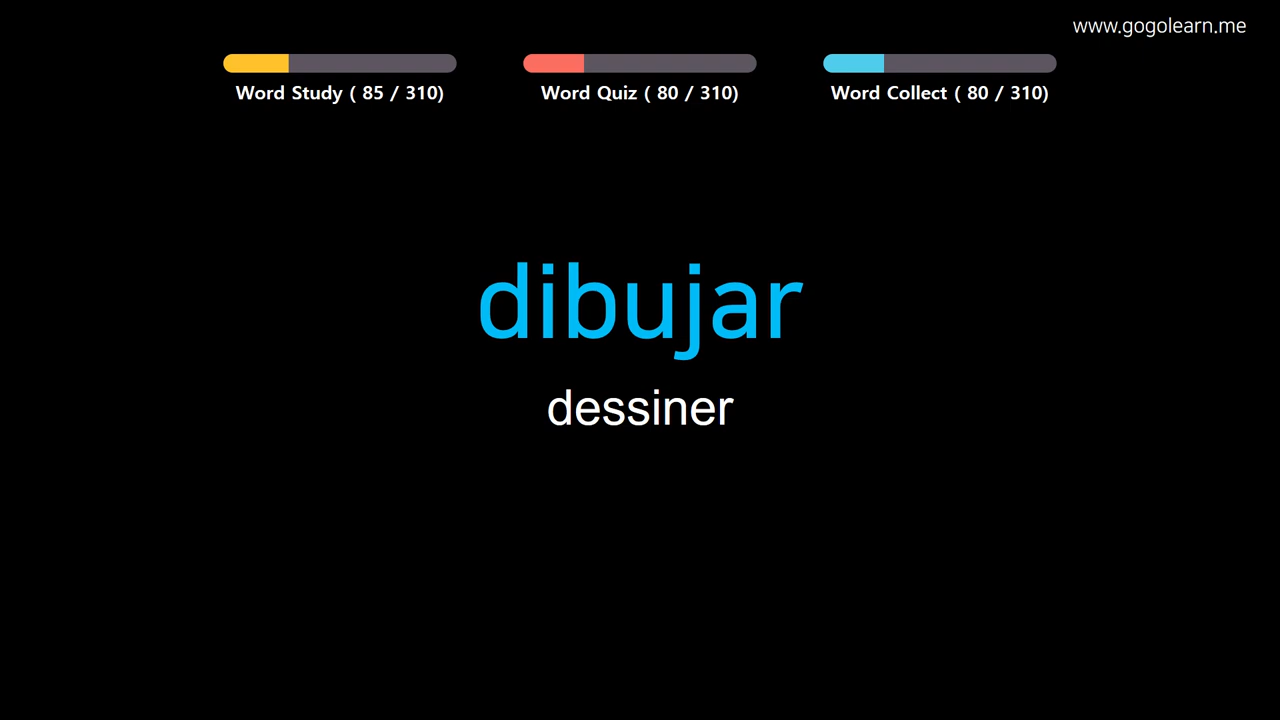 www.gogolearn.me
Word Study ( 85 / 310)
Word Quiz ( 80 / 310)
Word Collect ( 80 / 310)
dibujar
dessiner